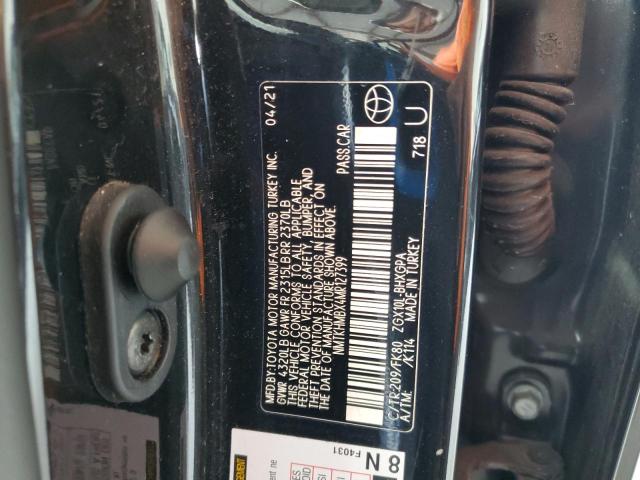 MFD.BY:TOYOTA MOTOR MANUFACTURING TURKEY INC. 04/21
GVWR 4320LB GAWR FR 2315LB RR 2370LB
THIS VEHICLE CONFORMS TO ALL APPLICABLE
FEDERAL MOTOR VEHICLE SAFETY, BUMPER, AND
THEFT PREVENTION STANDARDS IN EFFECT ON
THE DATE OF MANUFACTURE SHOWN ABOVE.
NMTKHMBX4MR127399 PASS.CAR
C/TR:209/FK80 ZGX10L-BHXGPA 718 U
A/TM: /K114 MADE IN TURKEY
8 N
F4031